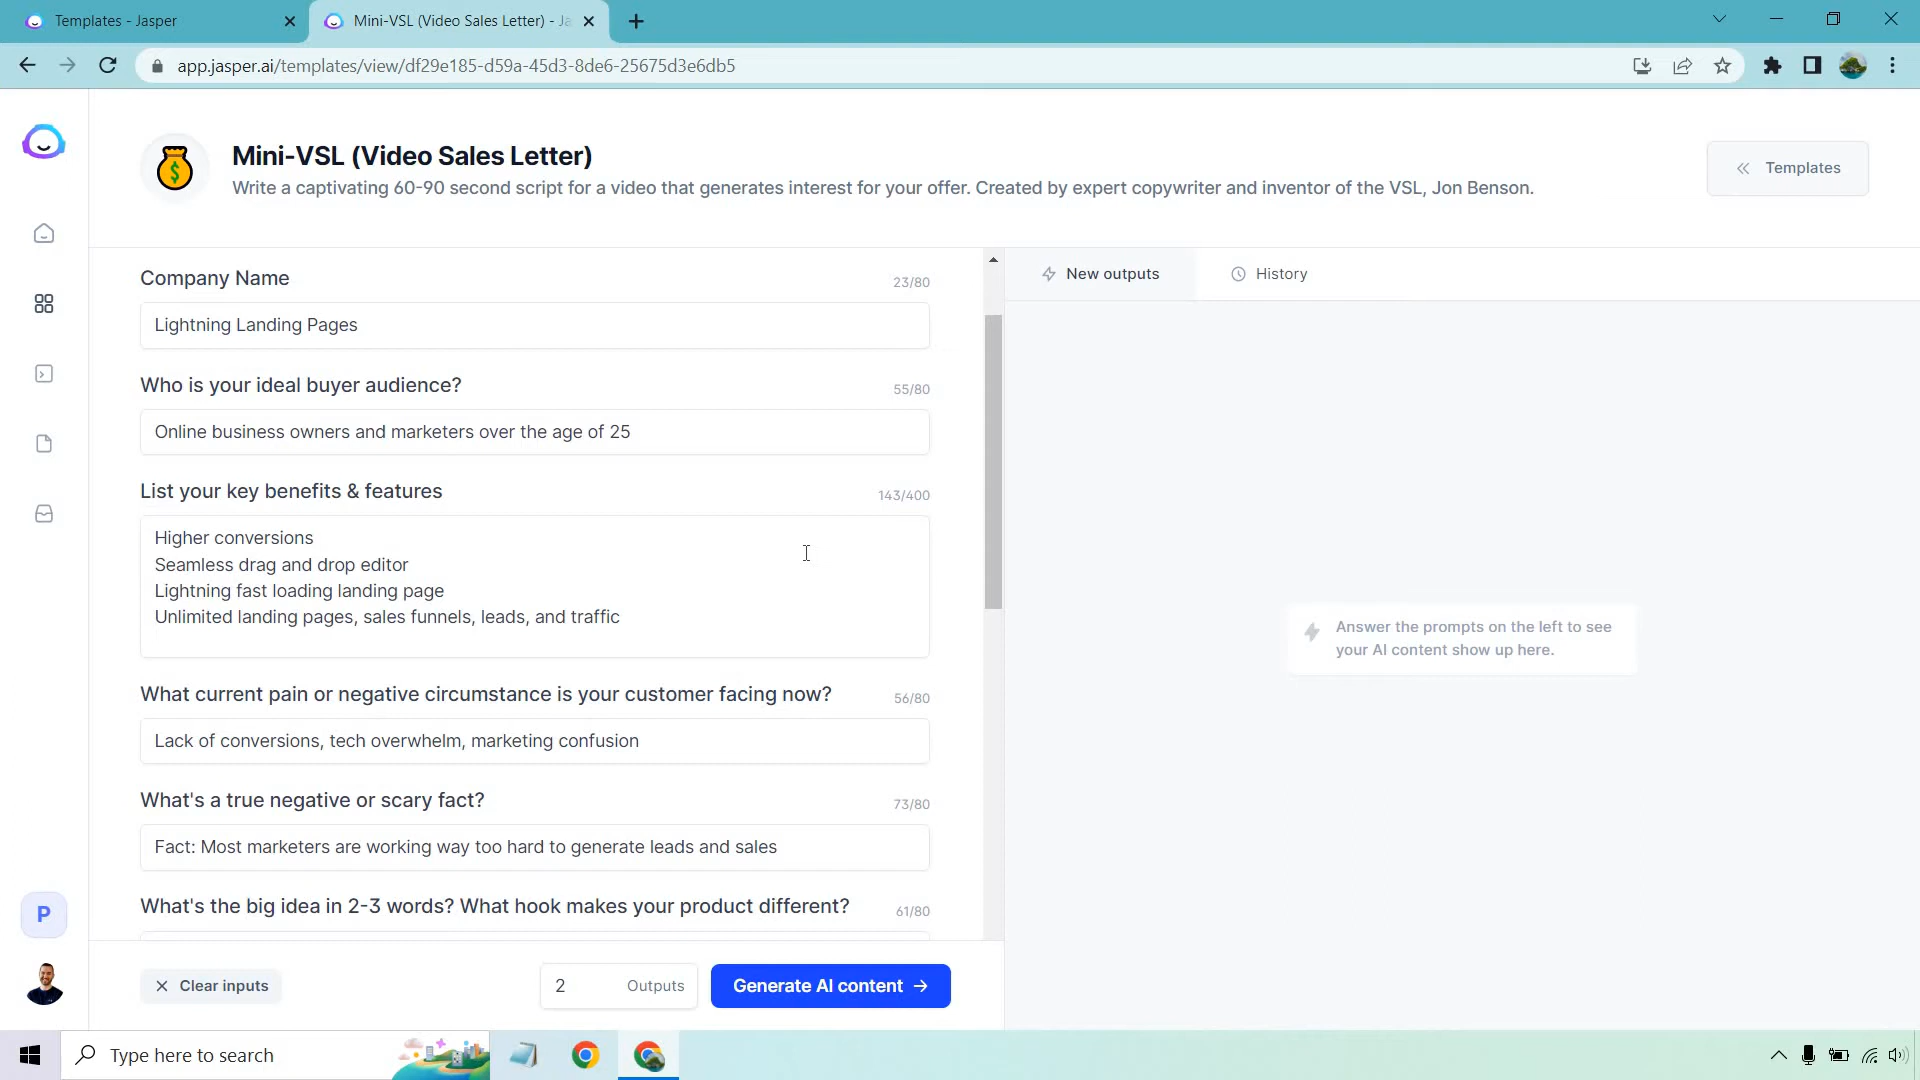 Templates - Jasper
Mini-VSL (Video Sales Letter) - Ja
app.jasper.ai/templates/view/df29e185-d59a-45d3-8de6-25675d3e6db5
Mini-VSL (Video Sales Letter)
Write a captivating 60-90 second script for a video that generates interest for your offer. Created by expert copywriter and inventor of the VSL, Jon Benson.
Templates
Company Name
23/80
Lightning Landing Pages
Who is your ideal buyer audience?
55/80
Online business owners and marketers over the age of 25
List your key benefits & features
143/400
Higher conversions
Seamless drag and drop editor
Lightning fast loading landing page
Unlimited landing pages, sales funnels, leads, and traffic
What current pain or negative circumstance is your customer facing now?
56/80
Lack of conversions, tech overwhelm, marketing confusion
What's a true negative or scary fact?
73/80
Fact: Most marketers are working way too hard to generate leads and sales
What's the big idea in 2-3 words? What hook makes your product different?
61/80
Clear inputs
2 Outputs
Generate AI content
New outputs
History
Answer the prompts on the left to see
your AI content show up here.
P
Type here to search